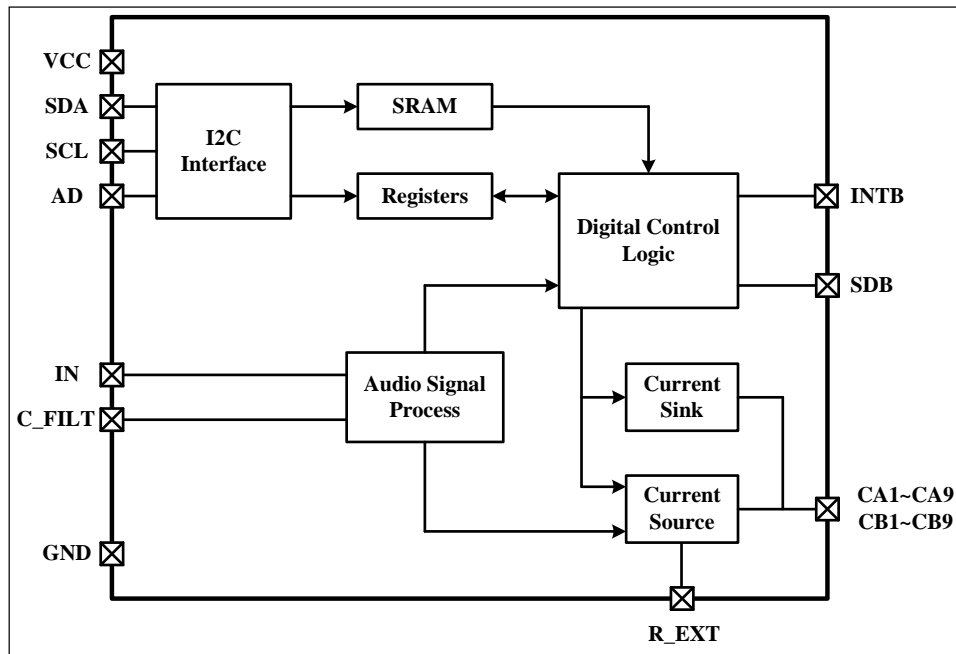 VCC
SDA
SCL
AD
I2C
Interface
SRAM
Registers
Digital Control
Logic
INTB
SDB
IN
C_FILT
Audio Signal
Process
Current
Sink
Current
Source
CA1~CA9
CB1~CB9
GND
R_EXT